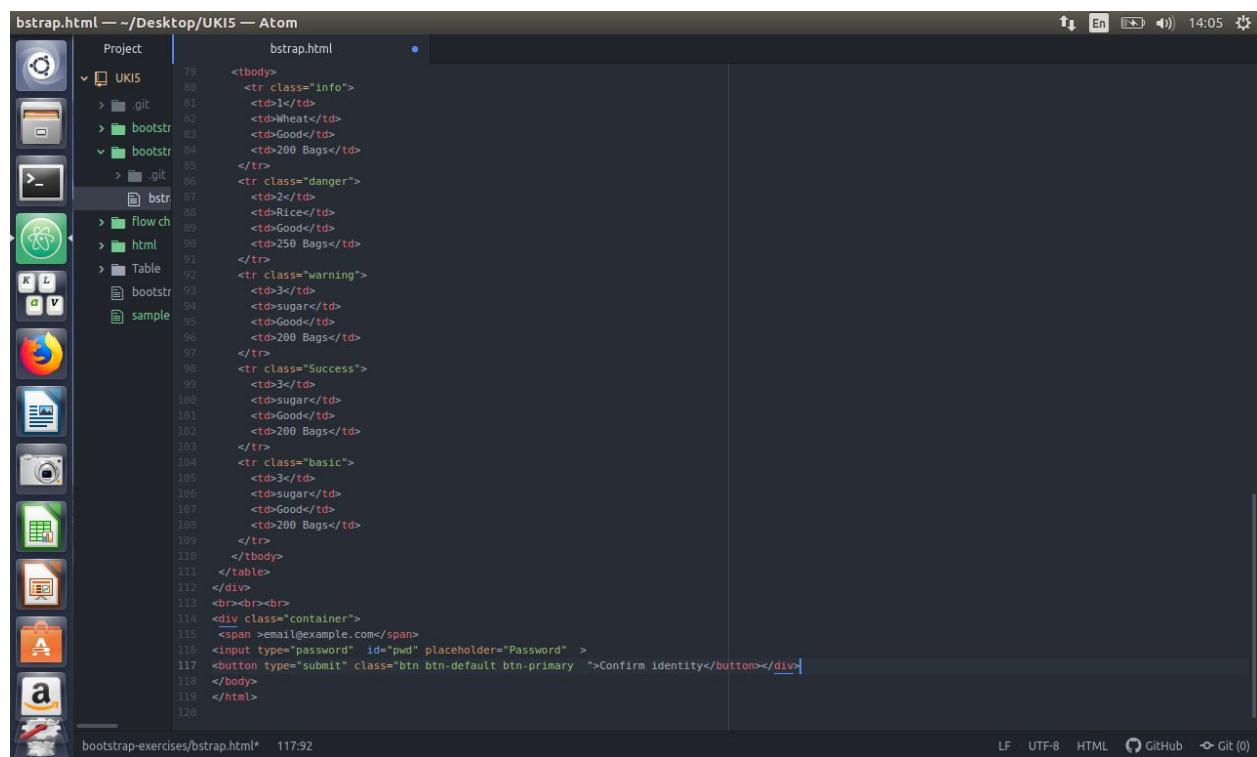 bstrap.html — ~/Desktop/UKI5 — Atom
En
14:05
Project
bstrap.html
UKI5
.git
bootstr
bootstr
.git
bstr
flow ch
html
Table
bootstr
sample
79 <tbody>
80 <tr class="info">
81 <td>1</td>
82 <td>Wheat</td>
83 <td>Good</td>
84 <td>200 Bags</td>
85 </tr>
86 <tr class="danger">
87 <td>2</td>
88 <td>Rice</td>
89 <td>Good</td>
90 <td>250 Bags</td>
91 </tr>
92 <tr class="warning">
93 <td>3</td>
94 <td>sugar</td>
95 <td>Good</td>
96 <td>200 Bags</td>
97 </tr>
98 <tr class="Success">
99 <td>3</td>
100 <td>sugar</td>
101 <td>Good</td>
102 <td>200 Bags</td>
103 </tr>
104 <tr class="basic">
105 <td>3</td>
106 <td>sugar</td>
107 <td>Good</td>
108 <td>200 Bags</td>
109 </tr>
110 </tbody>
111 </table>
112 </div>
113 <br><br><br>
114 <div class="container">
115 <span >email@example.com</span>
116 <input type="password"  id="pwd" placeholder="Password"  >
117 <button type="submit" class="btn btn-default btn-primary  ">Confirm identity</button></div>
118 </body>
119 </html>
120
K L
a V
A
a
bootstrap-exercises/bstrap.html* 117:92
LF UTF-8 HTML GitHub Git (0)